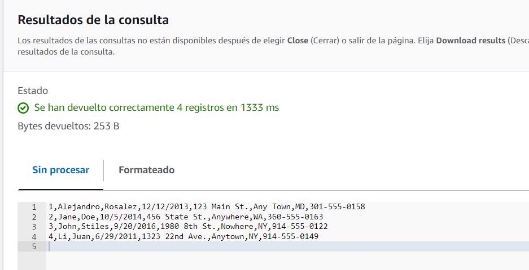 Resultados de la consulta
Los resultados de las consultas no están disponibles después de elegir Close (Cerrar) o salir de la página. Elija Download results (Desc
resultados de la consulta.
Estado
Se han devuelto correctamente 4 registros en 1333 ms
Bytes devueltos: 253 B
Sin procesar Formateado
1 1,Alejandro,Rosalez,12/12/2013,123 Main St.,Any Town,MD,301-555-0158
2 2,Jane,Doe,10/5/2014,456 State St.,Anywhere,WA,360-555-0163
3 3,John,Stiles,9/20/2016,1980 8th St.,Nowhere,NY,914-555-0122
4 4,Li,Juan,6/29/2011,1323 22nd Ave.,Anytown,NY,914-555-0149
5